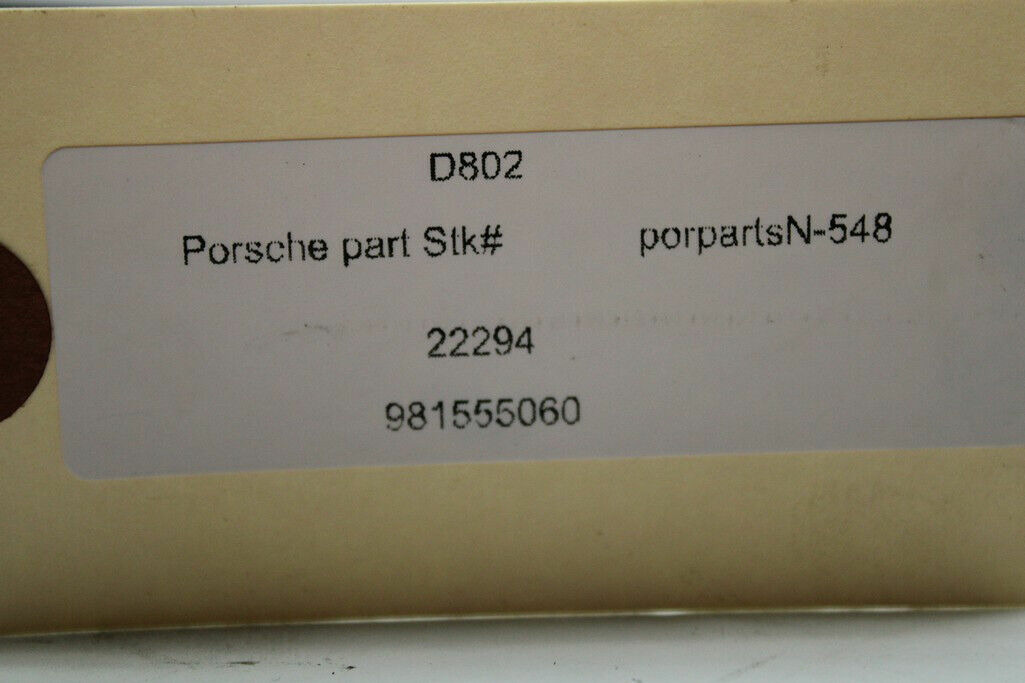 D802
Porsche part Stk# porpartsN-548
22294
981555060